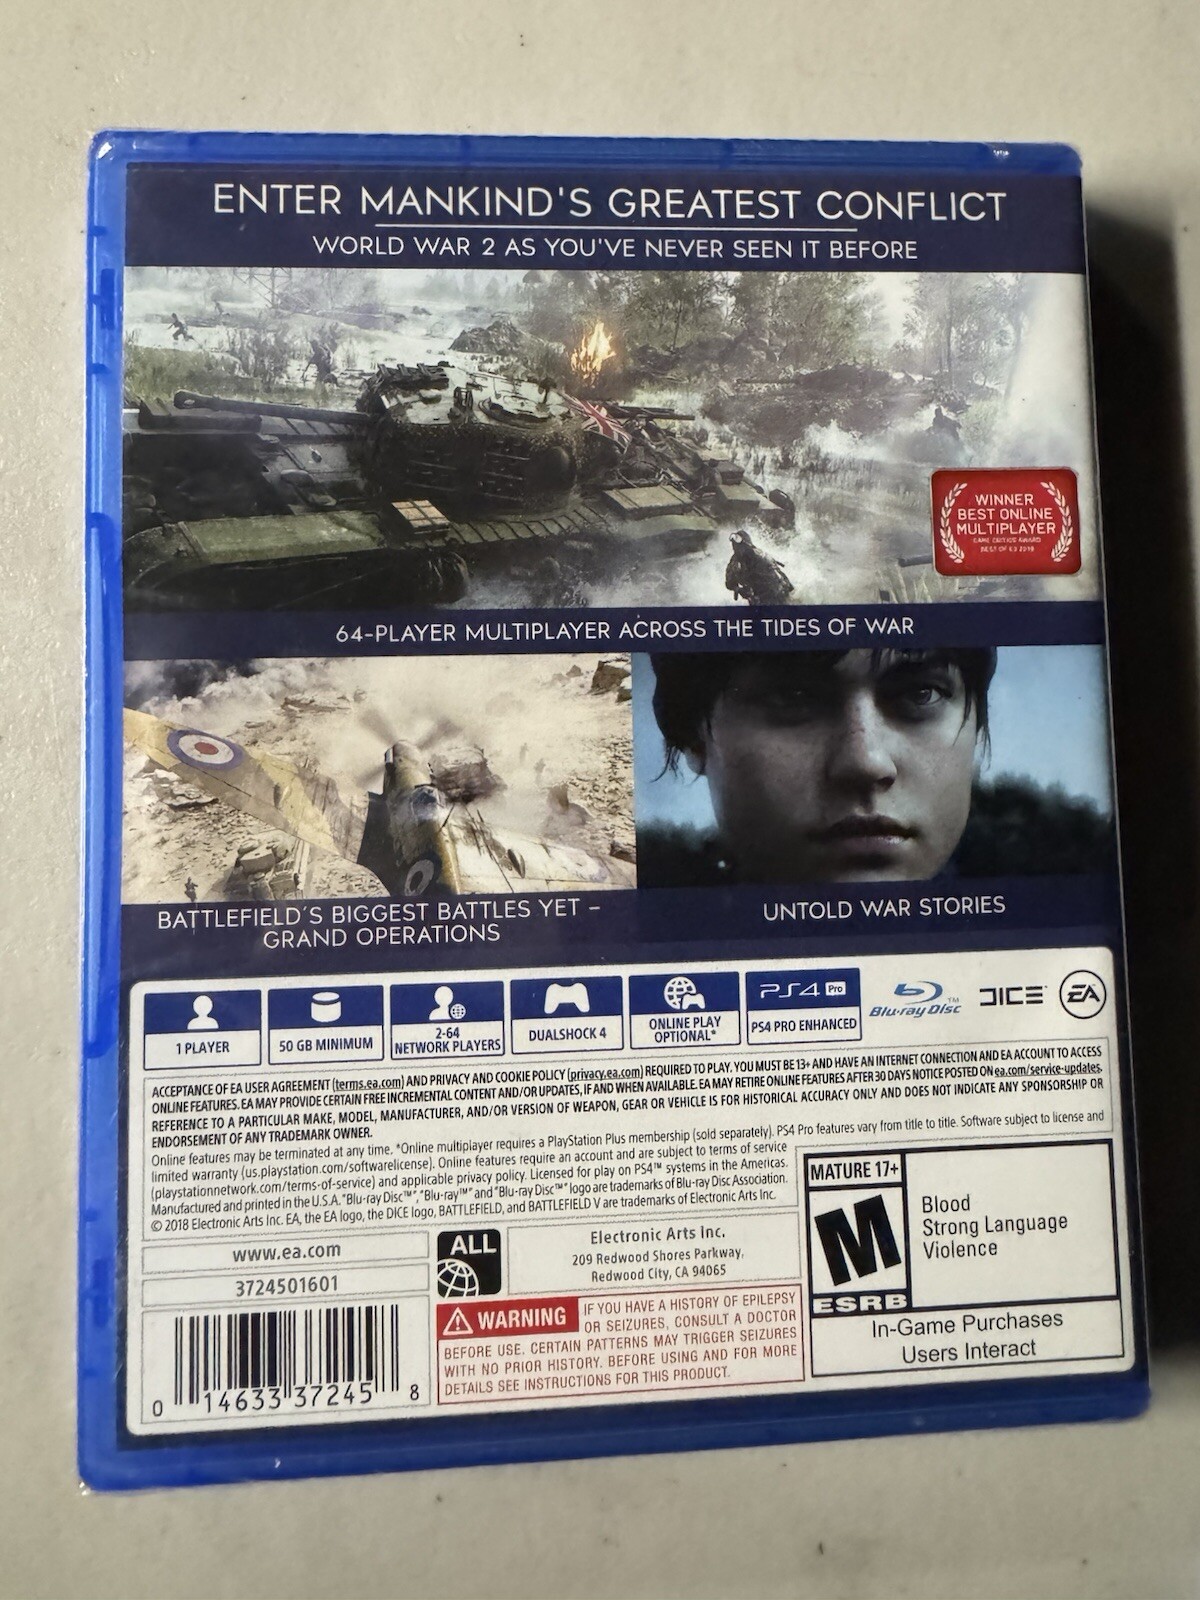 ENTER MANKIND'S GREATEST CONFLICT
WORLD WAR 2 AS YOU'VE NEVER SEEN IT BEFORE
WINNER
BEST ONLINE
MULTIPLAYER
GAME CRITICS AWARD
BEST OF E3 2018
64-PLAYER MULTIPLAYER ACROSS THE TIDES OF WAR
BATTLEFIELD'S BIGGEST BATTLES YET –
GRAND OPERATIONS
UNTOLD WAR STORIES
1 PLAYER
50 GB MINIMUM
2-64
NETWORK PLAYERS
DUALSHOCK 4
ONLINE PLAY
OPTIONAL*
PS4 Pro
PS4 PRO ENHANCED
Blu-ray Disc™
DICE
EA
ACCEPTANCE OF EA USER AGREEMENT (terms.ea.com) AND PRIVACY AND COOKIE POLICY (privacy.ea.com) REQUIRED TO PLAY. YOU MUST BE 13+ AND HAVE AN INTERNET CONNECTION AND EA ACCOUNT TO ACCESS
ONLINE FEATURES. EA MAY PROVIDE CERTAIN FREE INCREMENTAL CONTENT AND/OR UPDATES, IF AND WHEN AVAILABLE. EA MAY RETIRE ONLINE FEATURES AFTER 30 DAYS NOTICE POSTED ON ea.com/service-updates.
REFERENCE TO A PARTICULAR MAKE, MODEL, MANUFACTURER, AND/OR VERSION OF WEAPON, GEAR OR VEHICLE IS FOR HISTORICAL ACCURACY ONLY AND DOES NOT INDICATE ANY SPONSORSHIP OR
ENDORSEMENT OF ANY TRADEMARK OWNER.
Online features may be terminated at any time. *Online multiplayer requires a PlayStation Plus membership (sold separately). PS4 Pro features vary from title to title. Software subject to license and
limited warranty (us.playstation.com/softwarelicense). Online features require an account and are subject to terms of service
(playstationnetwork.com/terms-of-service) and applicable privacy policy. Licensed for play on PS4™ systems in the Americas.
Manufactured and printed in the U.S.A. "Blu-ray Disc™", "Blu-ray™" and "Blu-ray Disc™" logo are trademarks of Blu-ray Disc Association.
© 2018 Electronic Arts Inc. EA, the EA logo, the DICE logo, BATTLEFIELD, and BATTLEFIELD V are trademarks of Electronic Arts Inc.
www.ea.com
3724501601
0 14633 37245 8
ALL
Electronic Arts Inc.
209 Redwood Shores Parkway,
Redwood City, CA 94065
WARNING IF YOU HAVE A HISTORY OF EPILEPSY
OR SEIZURES, CONSULT A DOCTOR
BEFORE USE. CERTAIN PATTERNS MAY TRIGGER SEIZURES
WITH NO PRIOR HISTORY. BEFORE USING AND FOR MORE
DETAILS SEE INSTRUCTIONS FOR THIS PRODUCT.
MATURE 17+
M
ESRB
Blood
Strong Language
Violence
In-Game Purchases
Users Interact